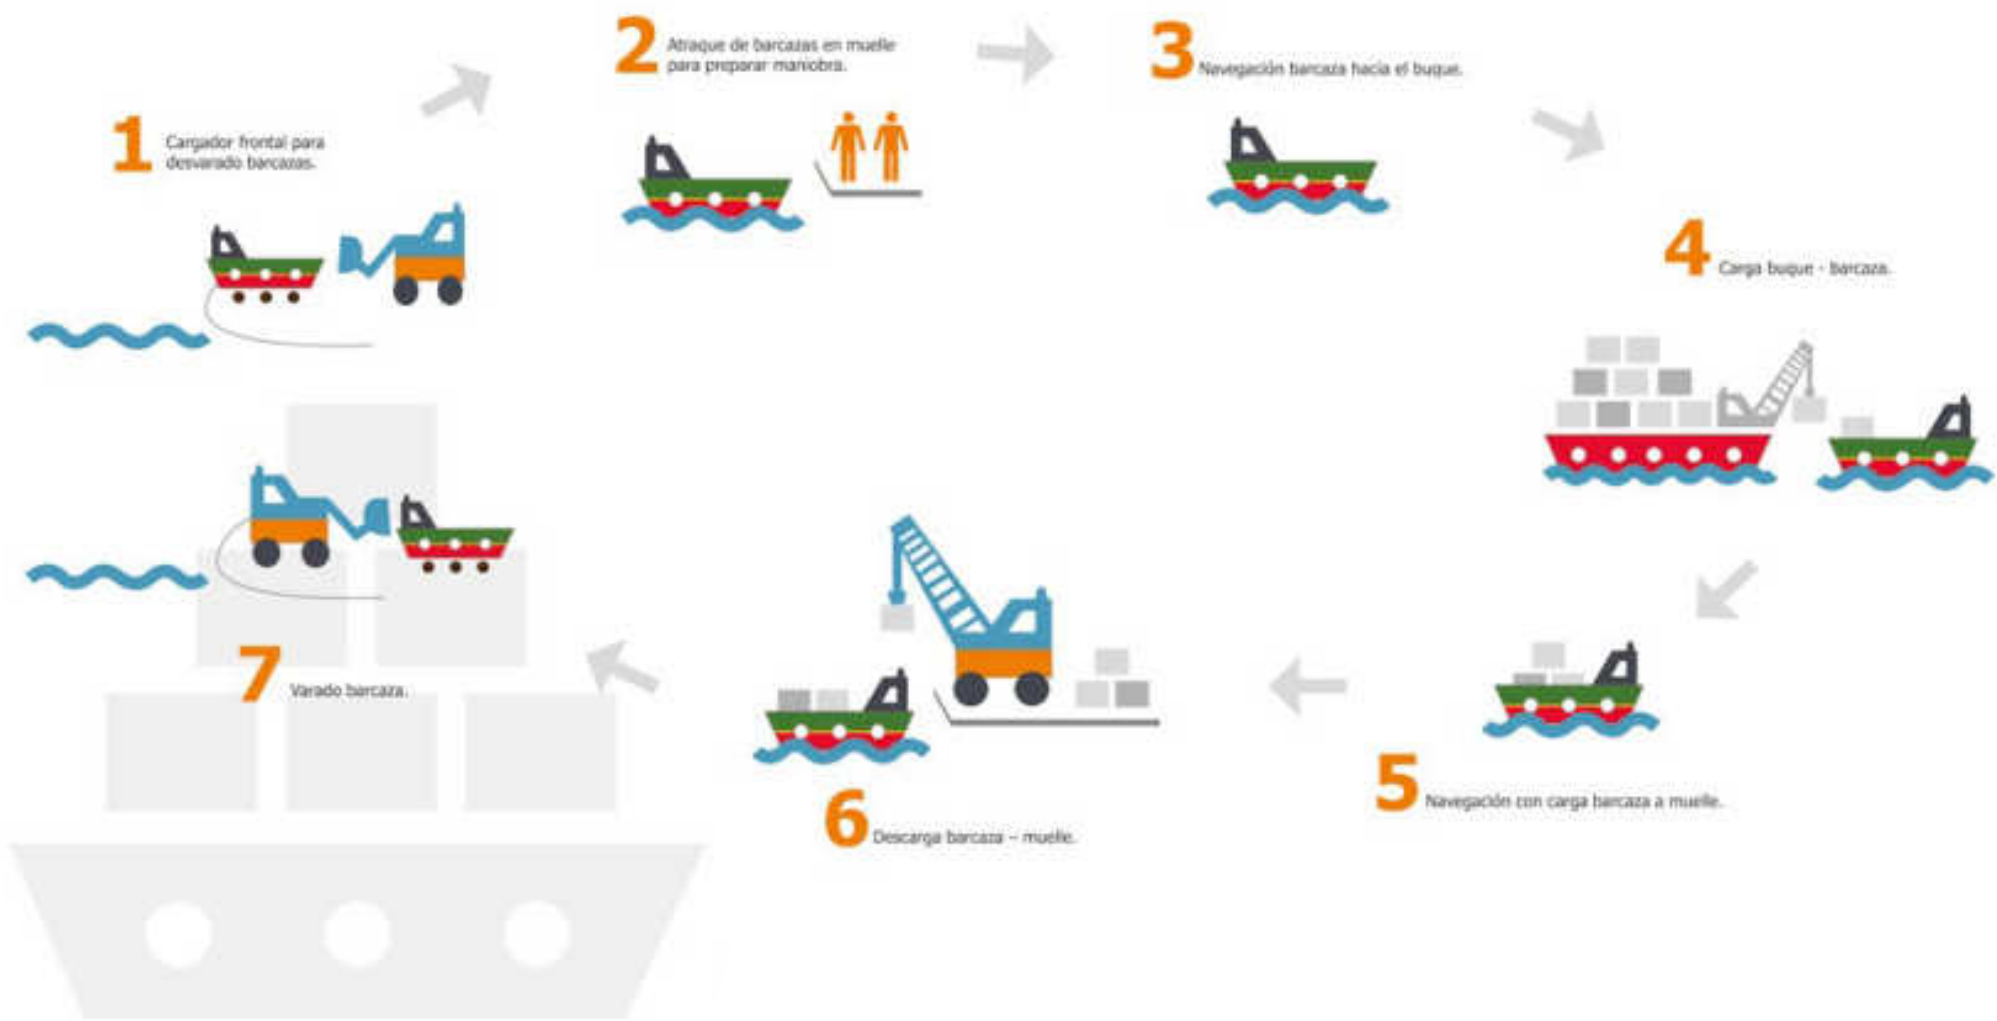 1
Cargador frontal para
desvarado barcazas.
2
Atraque de barcazas en muelle
para preparar maniobra.
3
Navegación barcaza hacia el buque.
4
Carga buque - barcaza.
5
Navegación con carga barcaza a muelle.
6
Descarga barcaza – muelle.
7
Varado barcaza.